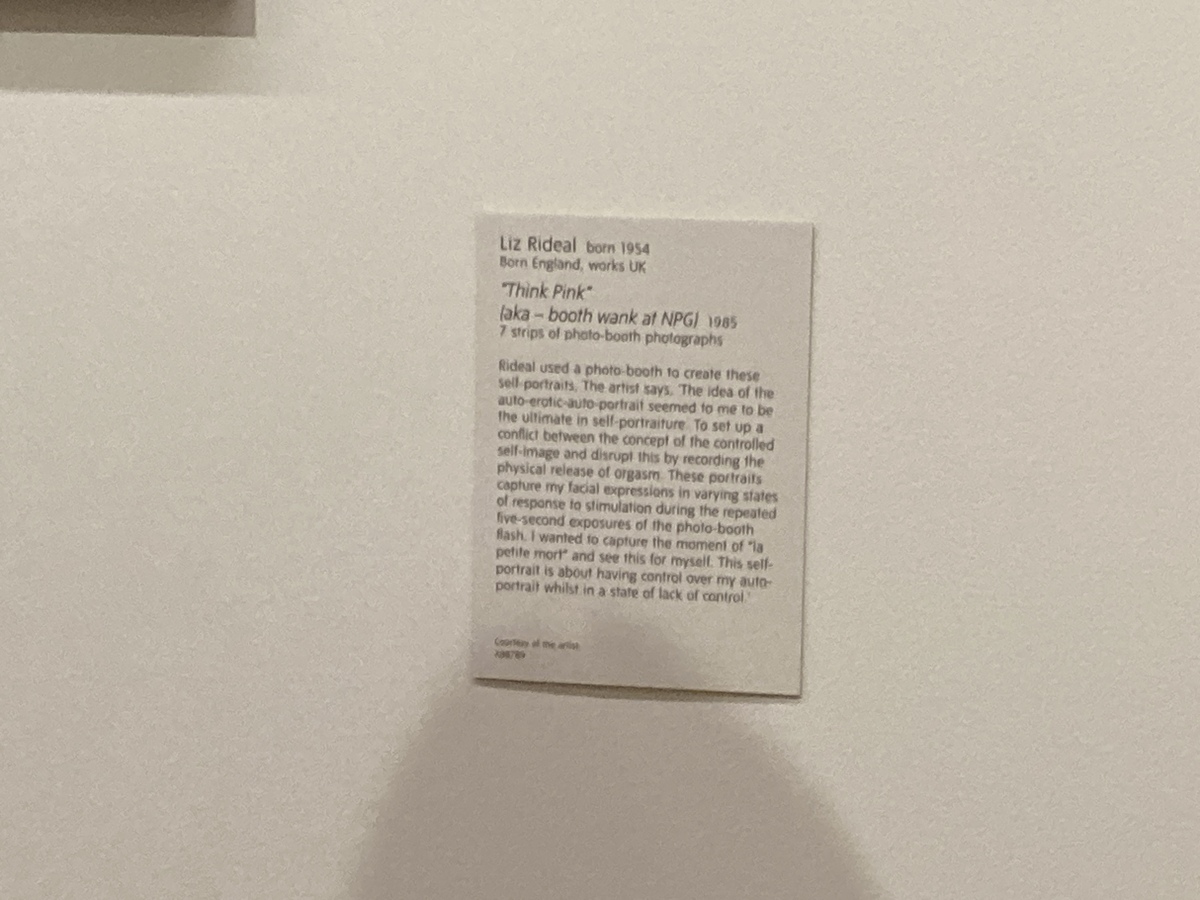 Liz Rideal born 1954
Born England, works UK
"Think Pink"
(aka – booth wank at NPG) 1985
7 strips of photo-booth photographs
Rideal used a photo-booth to create these
self-portraits. The artist says, 'The idea of the
auto-erotic-auto-portrait seemed to me to be
the ultimate in self-portraiture. To set up a
conflict between the concept of the controlled
self-image and disrupt this by recording the
physical release of orgasm. These portraits
capture my facial expressions in varying states
of response to stimulation during the repeated
five-second exposures of the photo-booth
flash. I wanted to capture the moment of "la
petite mort" and see this for myself. This self-
portrait is about having control over my auto-
portrait whilst in a state of lack of control.'
Courtesy of the artist